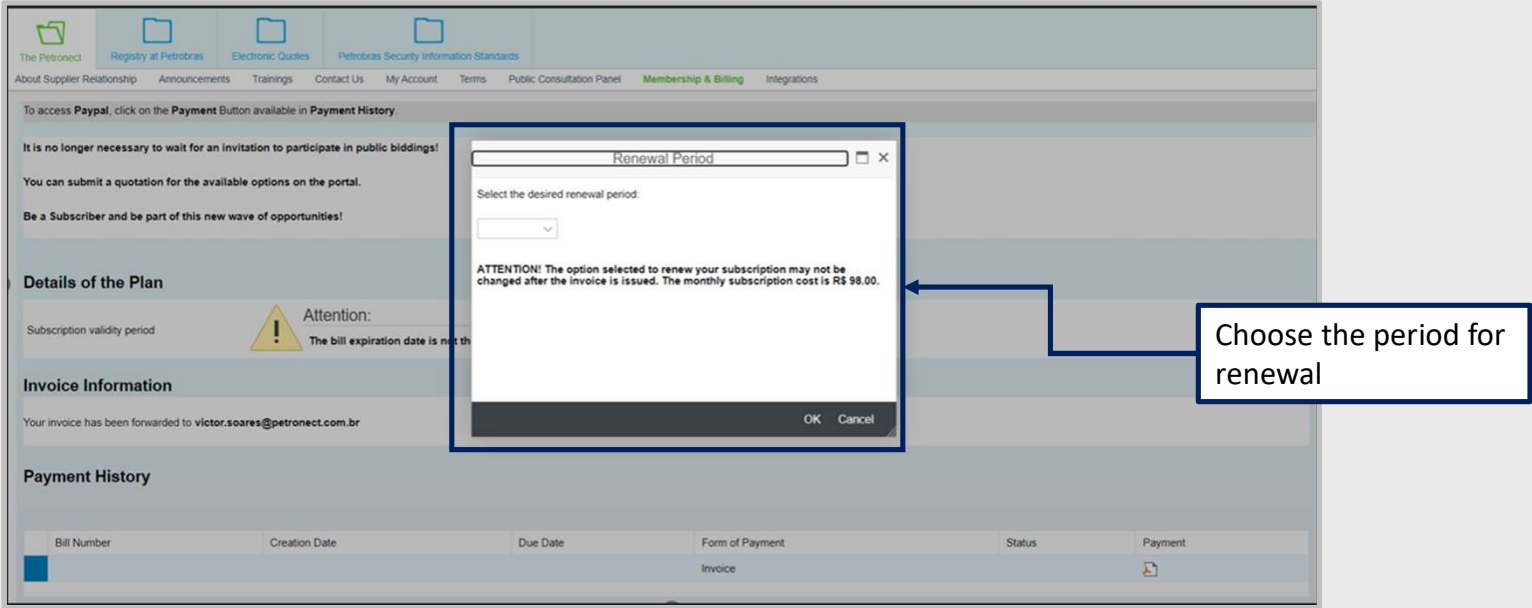 The Petronect
Registry at Petrobras
Electronic Quotes
Petrobras Security Information Standards
About Supplier Relationship Announcements Trainings Contact Us My Account Terms Public Consultation Panel Membership & Billing Integrations
To access Paypal, click on the Payment Button available in Payment History.
It is no longer necessary to wait for an invitation to participate in public biddings!
You can submit a quotation for the available options on the portal.
Be a Subscriber and be part of this new wave of opportunities!
Renewal Period
Select the desired renewal period:
ATTENTION! The option selected to renew your subscription may not be
changed after the invoice is issued. The monthly subscription cost is R$ 98.00.
OK Cancel
Choose the period for
renewal
Details of the Plan
Subscription validity period
Attention:
The bill expiration date is not th
Invoice Information
Your invoice has been forwarded to victor.soares@petronect.com.br
Payment History
Bill Number Creation Date Due Date Form of Payment Status Payment
Invoice